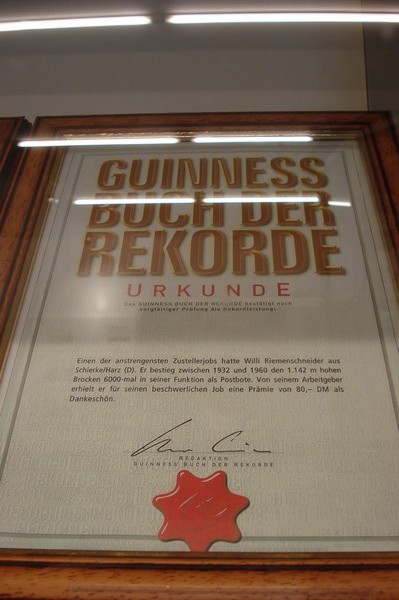 GUINNESS
BUCH DER
REKORDE
URKUNDE
Das GUINNESS BUCH DER REKORDE bestätigt nach
sorgfältiger Prüfung die Rekordleistung:
Einen der anstrengensten Zustellerjobs hatte Willi Riemenschneider aus
Schierke/Harz (D). Er bestieg zwischen 1932 und 1960 den 1.142 m hohen
Brocken 6000-mal in seiner Funktion als Postbote. Von seinem Arbeitgeber
erhielt er für seinen beschwerlichen Job eine Prämie von 80,– DM als
Dankeschön.
REDAKTION
GUINNESS BUCH DER REKORDE